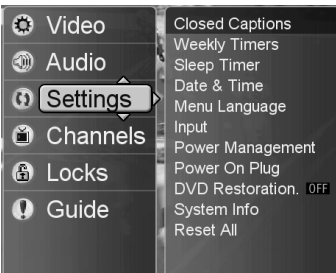 Video
Audio
Settings
Channels
Locks
Guide
Closed Captions
Weekly Timers
Sleep Timer
Date & Time
Menu Language
Input
Power Management
Power On Plug
DVD Restoration. OFF
System Info
Reset All